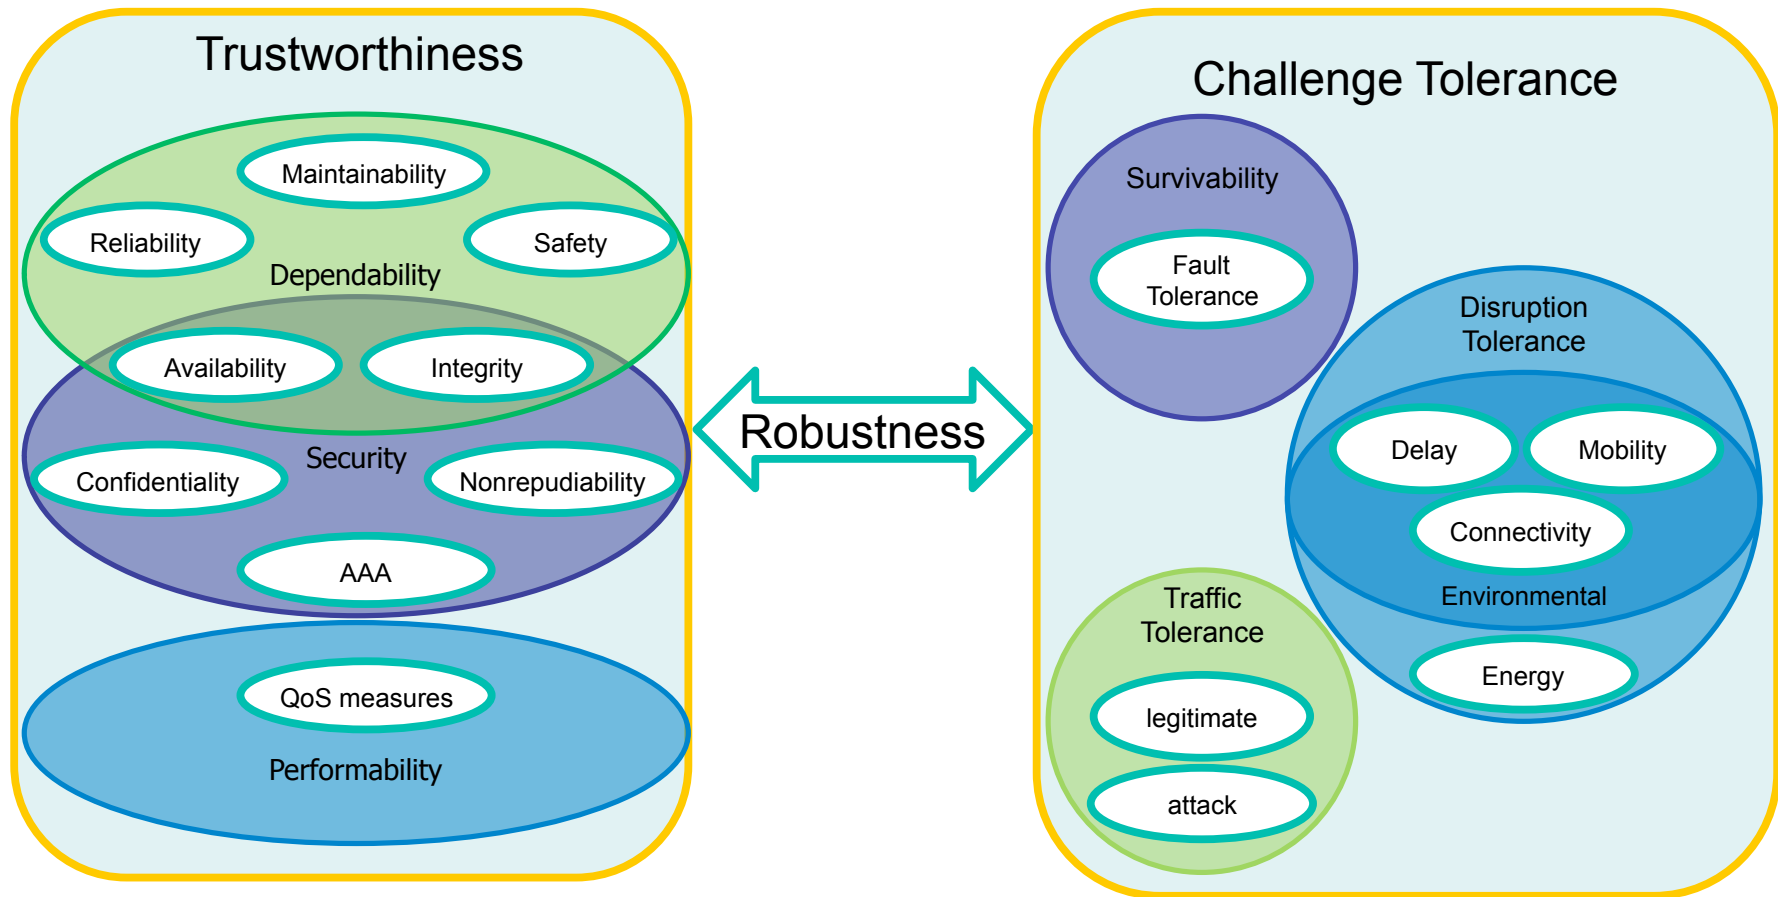 Trustworthiness
Maintainability
Reliability
Safety
Dependability
Availability
Integrity
Security
Confidentiality
Nonrepudiability
AAA
QoS measures
Performability
Robustness
Challenge Tolerance
Survivability
Fault
Tolerance
Disruption
Tolerance
Delay
Mobility
Connectivity
Environmental
Energy
Traffic
Tolerance
legitimate
attack